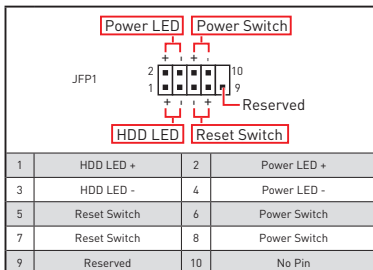 Power LED Power Switch
+ - + -
JFP1
2 10
1 9
+ - - +
Reserved
HDD LED Reset Switch
1 HDD LED + 2 Power LED +
3 HDD LED - 4 Power LED -
5 Reset Switch 6 Power Switch
7 Reset Switch 8 Power Switch
9 Reserved 10 No Pin